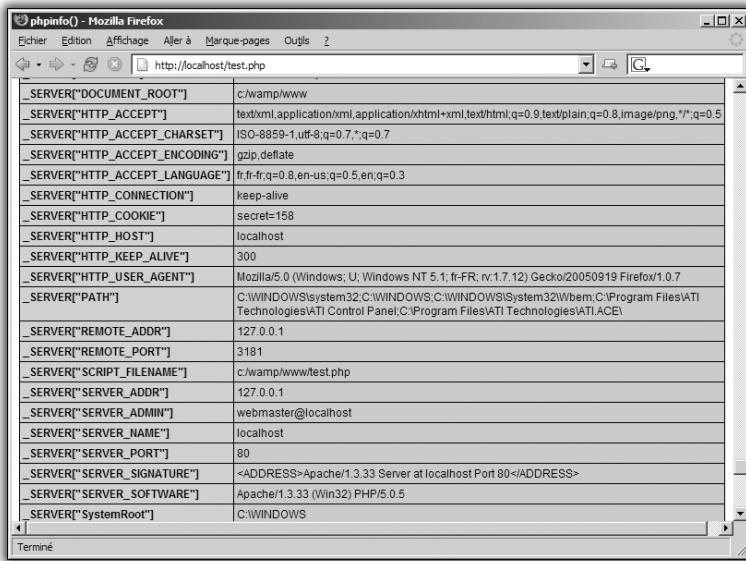 phpinfo() - Mozilla Firefox
Fichier Edition Affichage Aller à Marque-pages Outils ?
http://localhost/test.php G
_SERVER["DOCUMENT_ROOT"] c:/wamp/www
_SERVER["HTTP_ACCEPT"] text/xml,application/xml,application/xhtml+xml,text/html;q=0.9,text/plain;q=0.8,image/png,*/*;q=0.5
_SERVER["HTTP_ACCEPT_CHARSET"] ISO-8859-1,utf-8;q=0.7,*;q=0.7
_SERVER["HTTP_ACCEPT_ENCODING"] gzip,deflate
_SERVER["HTTP_ACCEPT_LANGUAGE"] fr,fr-fr;q=0.8,en-us;q=0.5,en;q=0.3
_SERVER["HTTP_CONNECTION"] keep-alive
_SERVER["HTTP_COOKIE"] secret=158
_SERVER["HTTP_HOST"] localhost
_SERVER["HTTP_KEEP_ALIVE"] 300
_SERVER["HTTP_USER_AGENT"] Mozilla/5.0 (Windows; U; Windows NT 5.1; fr-FR; rv:1.7.12) Gecko/20050919 Firefox/1.0.7
_SERVER["PATH"] C:\WINDOWS\system32;C:\WINDOWS;C:\WINDOWS\System32\Wbem;C:\Program Files\ATI
Technologies\ATI Control Panel;C:\Program Files\ATI Technologies\ATI.ACE\
_SERVER["REMOTE_ADDR"] 127.0.0.1
_SERVER["REMOTE_PORT"] 3181
_SERVER["SCRIPT_FILENAME"] c:/wamp/www/test.php
_SERVER["SERVER_ADDR"] 127.0.0.1
_SERVER["SERVER_ADMIN"] webmaster@localhost
_SERVER["SERVER_NAME"] localhost
_SERVER["SERVER_PORT"] 80
_SERVER["SERVER_SIGNATURE"] <ADDRESS>Apache/1.3.33 Server at localhost Port 80</ADDRESS>
_SERVER["SERVER_SOFTWARE"] Apache/1.3.33 (Win32) PHP/5.0.5
_SERVER["SystemRoot"] C:\WINDOWS
Terminé